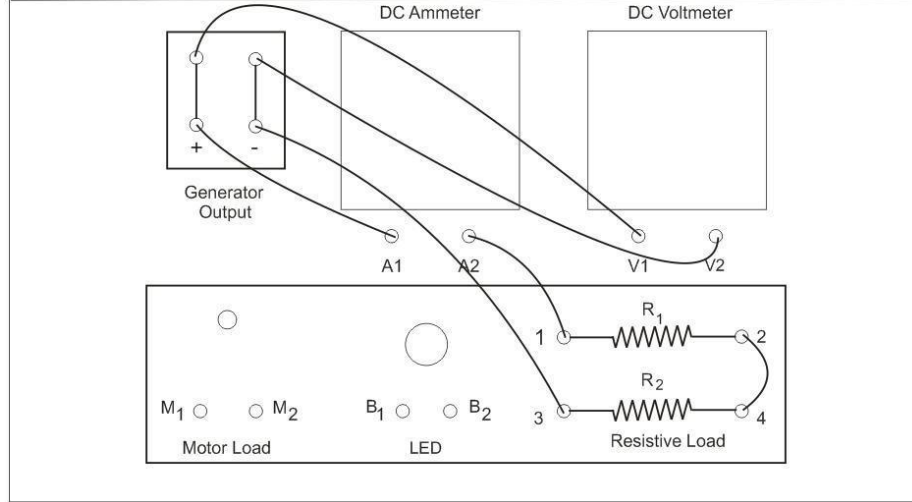 DC Ammeter
DC Voltmeter
+ -
Generator
Output
A1
A2
V1
V2
R1
1
2
R2
3
4
M1
M2
B1
B2
Motor Load
LED
Resistive Load